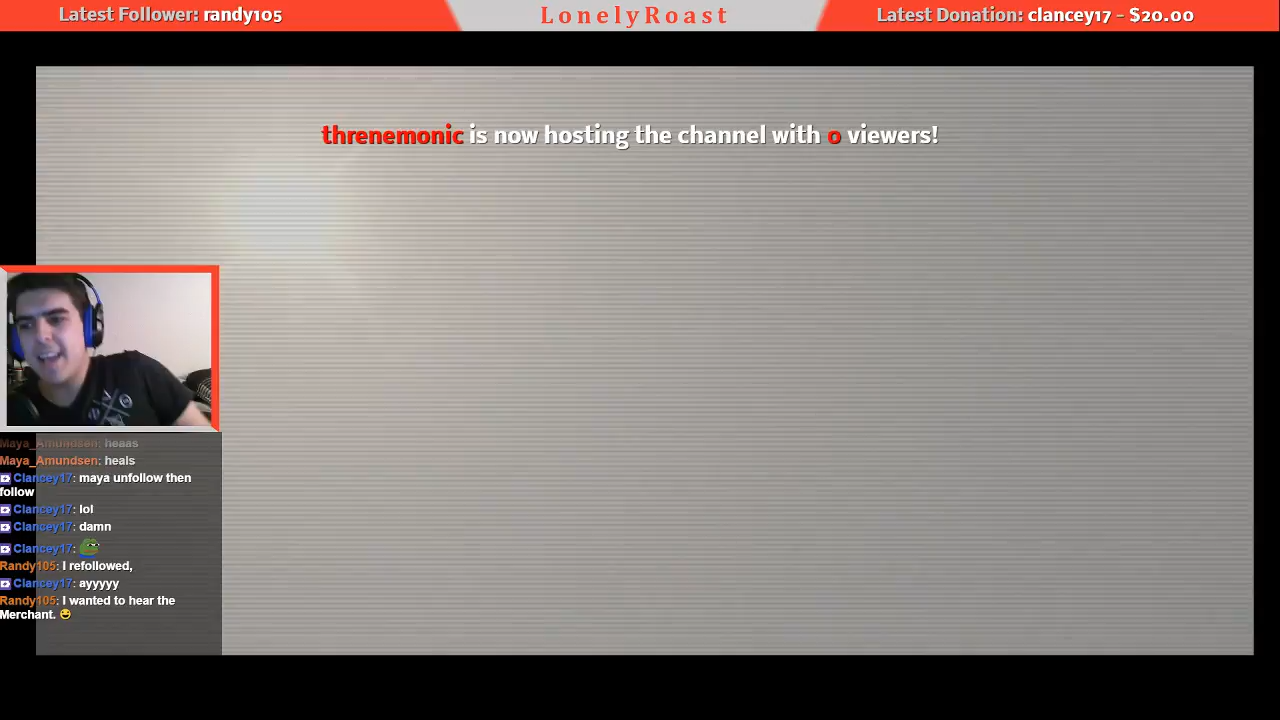 Latest Follower: randy105
LonelyRoast
Latest Donation: clancey17 - $20.00
threnemonic is now hosting the channel with 0 viewers!
Maya_Amundsen: heaas
Maya_Amundsen: heals
Clancey17: maya unfollow then
follow
Clancey17: lol
Clancey17: damn
Clancey17:
Randy105: I refollowed,
Clancey17: ayyyyy
Randy105: I wanted to hear the
Merchant.